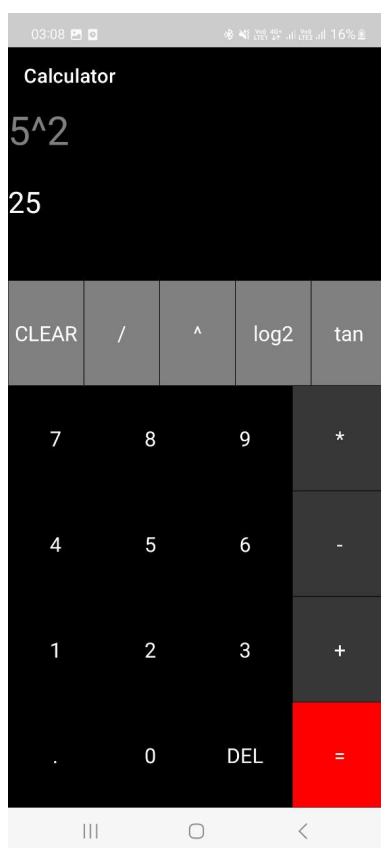 03:08 16%
Calculator
5^2
25
CLEAR / ^ log2 tan
7 8 9 *
4 5 6 -
1 2 3 +
. 0 DEL =